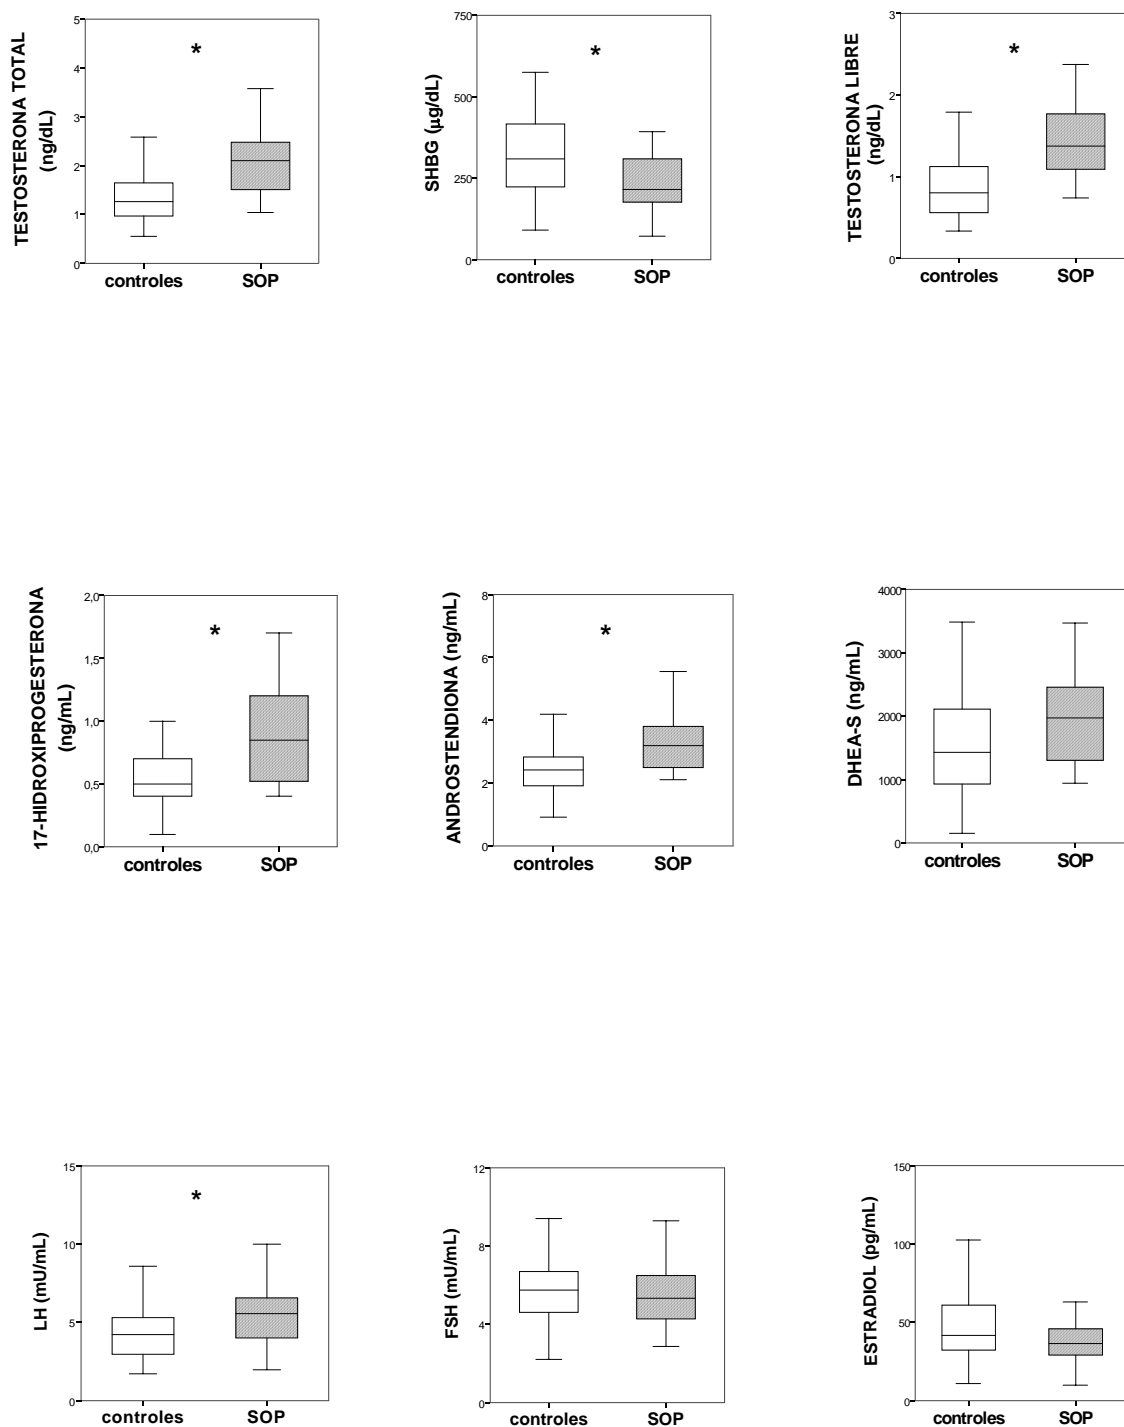 TESTOSTERONA TOTAL
(ng/dL)
5
4
3
2
1
0
*
controles
SOP
SHBG (µg/dL)
750
500
250
0
*
controles
SOP
TESTOSTERONA LIBRE
(ng/dL)
3
2
1
0
*
controles
SOP
17-HIDROXIPROGESTERONA
(ng/mL)
2,0
1,5
1,0
0,5
0,0
*
controles
SOP
ANDROSTENDIONA (ng/mL)
8
6
4
2
0
*
controles
SOP
DHEA-S (ng/mL)
4000
3000
2000
1000
0
controles
SOP
LH (mU/mL)
15
10
5
0
*
controles
SOP
FSH (mU/mL)
12
8
4
0
controles
SOP
ESTRADIOL (pg/mL)
150
100
50
0
controles
SOP